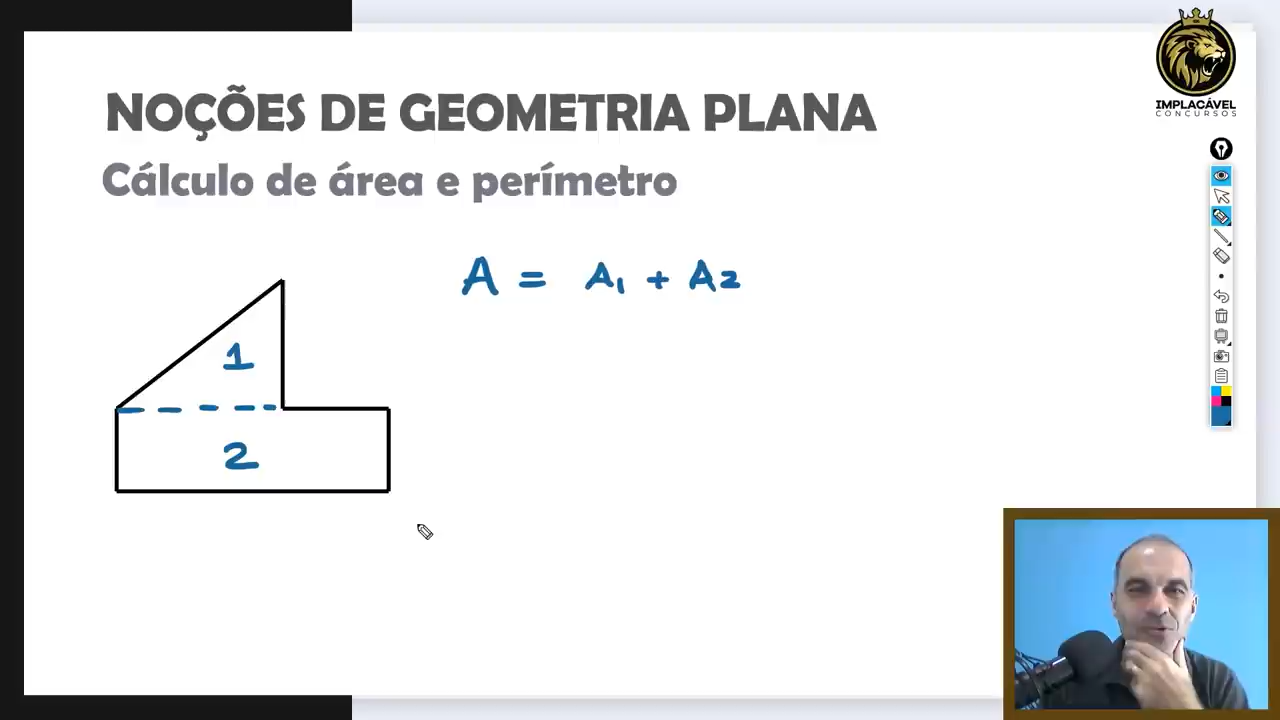 IMPLACÁVEL
CONCURSOS
NOÇÕES DE GEOMETRIA PLANA
Cálculo de área e perímetro
A = A1 + A2
1
2